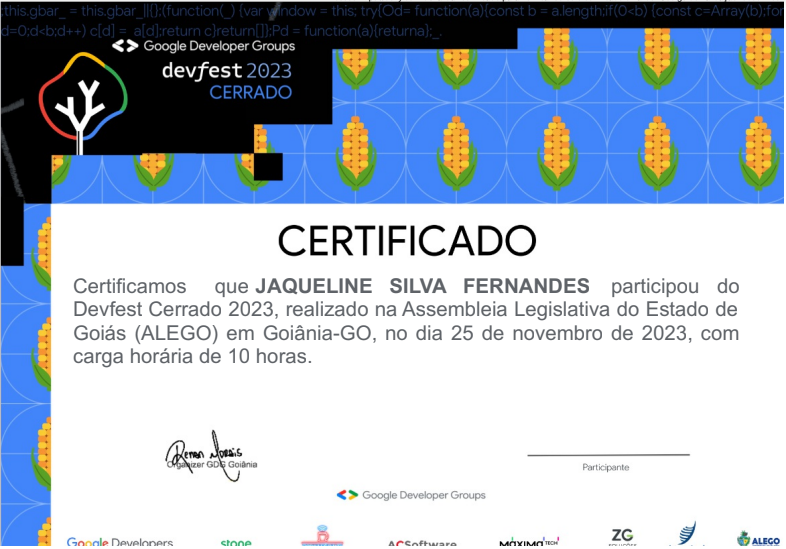 :this.gbar_ = this.gbar_||{};(function(_) {var window = this; try{Od= function(a){const b = a.length;if(0<b) {const c=Array(b);for
d=0;d<b;d++) c[d] = a[d];return c}return[]};Pd = function(a){returna};_.
Google Developer Groups
devfest 2023
CERRADO
CERTIFICADO
Certificamos que JAQUELINE SILVA FERNANDES participou do
Devfest Cerrado 2023, realizado na Assembleia Legislativa do Estado de
Goiás (ALEGO) em Goiânia-GO, no dia 25 de novembro de 2023, com
carga horária de 10 horas.
Renan Morais
Organizer GDG Goiânia
Participante
Google Developer Groups
Google Developers stone ACSoftware MÁXIMA TECH ZG ALEGO